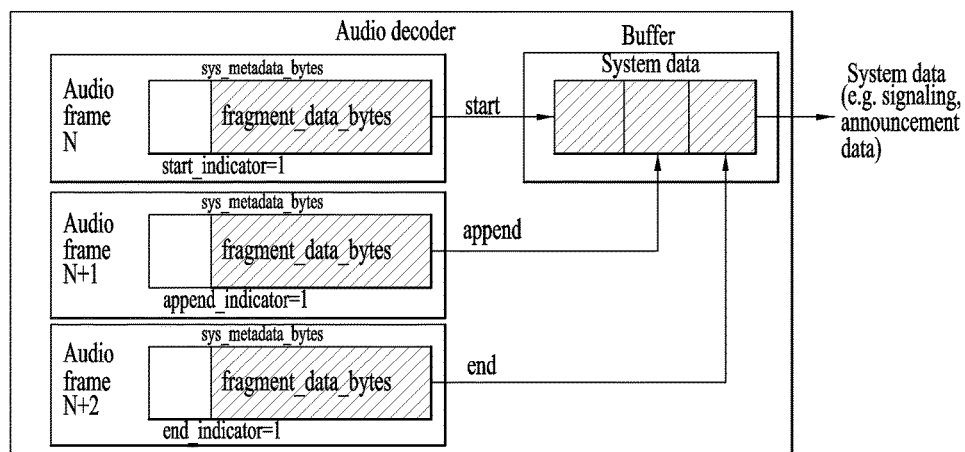 Audio decoder
Buffer
sys_metadata_bytes
Audio
frame
N
fragment_data_bytes
start_indicator=1
start
System data
System data
(e.g. signaling,
announcement
data)
sys_metadata_bytes
Audio
frame
N+1
fragment_data_bytes
append_indicator=1
append
sys_metadata_bytes
Audio
frame
N+2
fragment_data_bytes
end_indicator=1
end